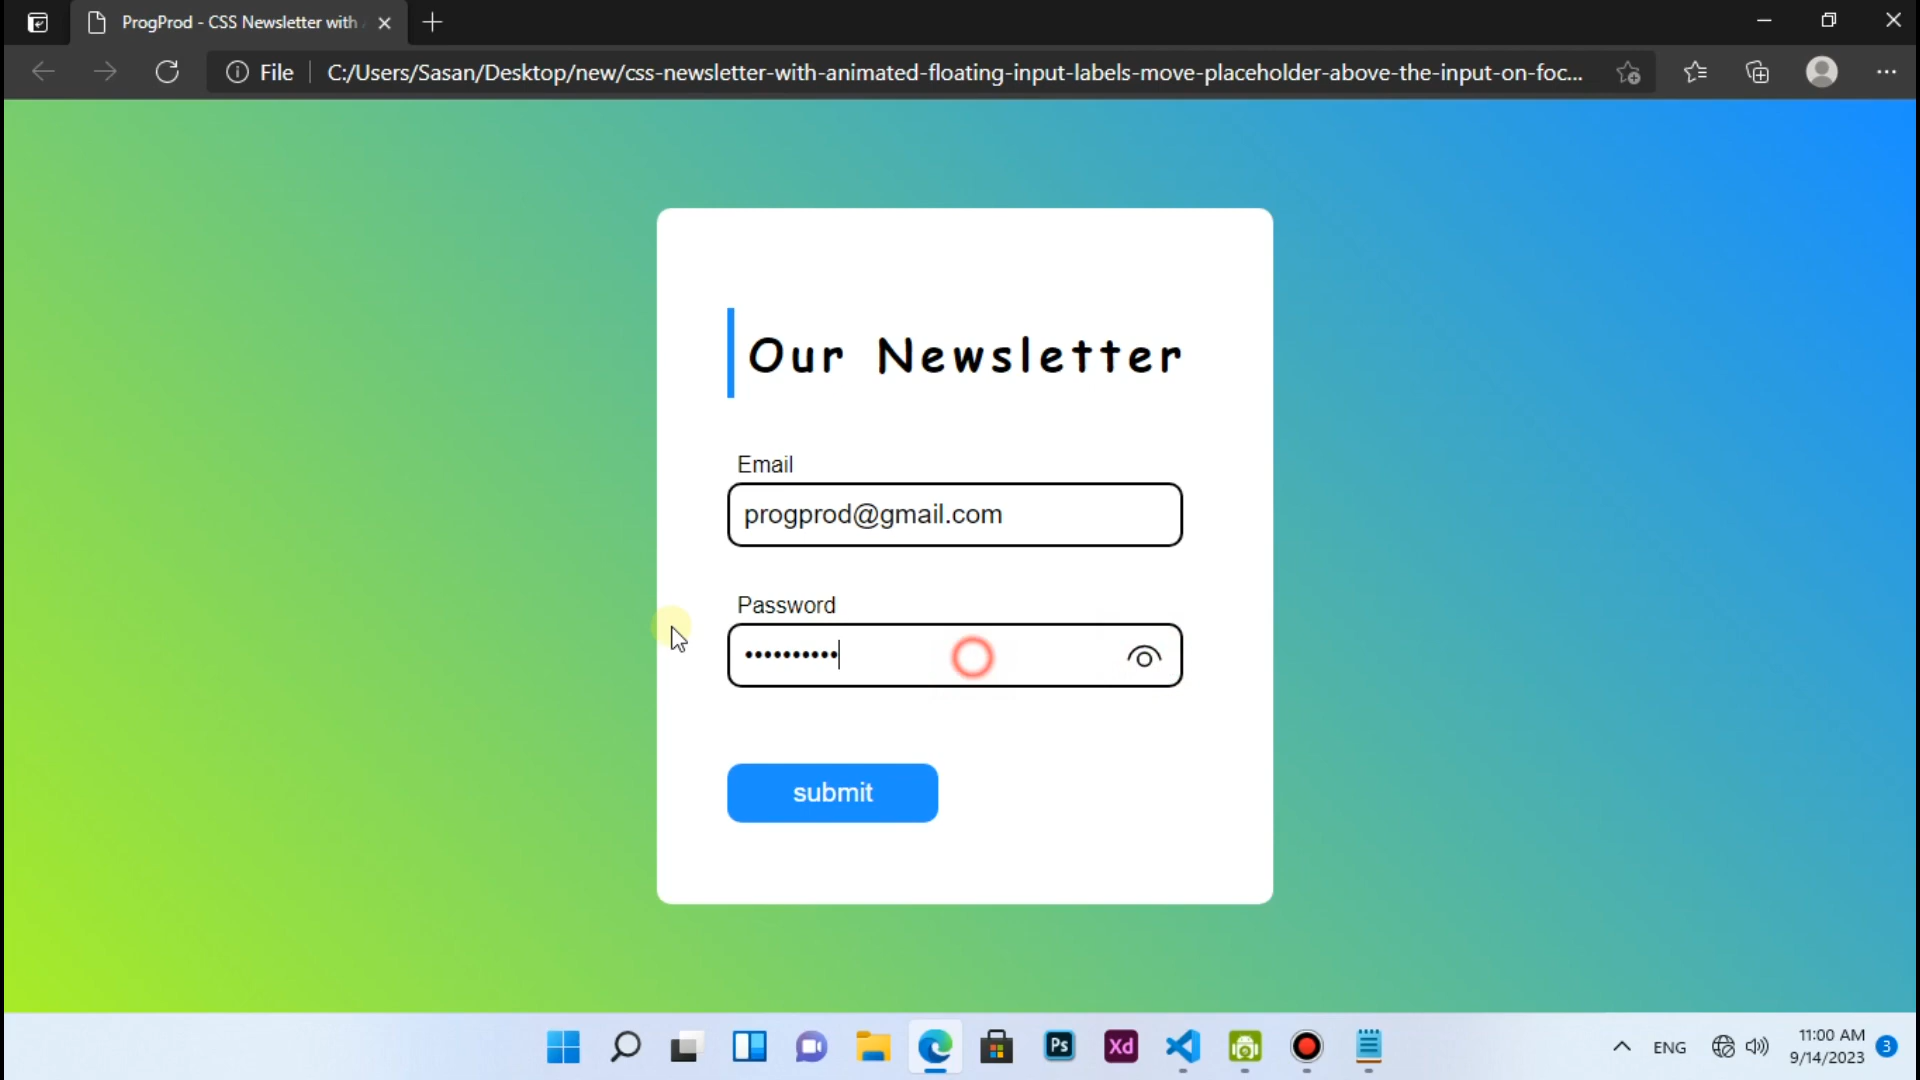 ProgProd - CSS Newsletter with
File
C:/Users/Sasan/Desktop/new/css-newsletter-with-animated-floating-input-labels-move-placeholder-above-the-input-on-foc...
Our Newsletter
Email
progprod@gmail.com
Password
••••••••••
submit
Ps
Xd
ENG
11:00 AM
9/14/2023
3